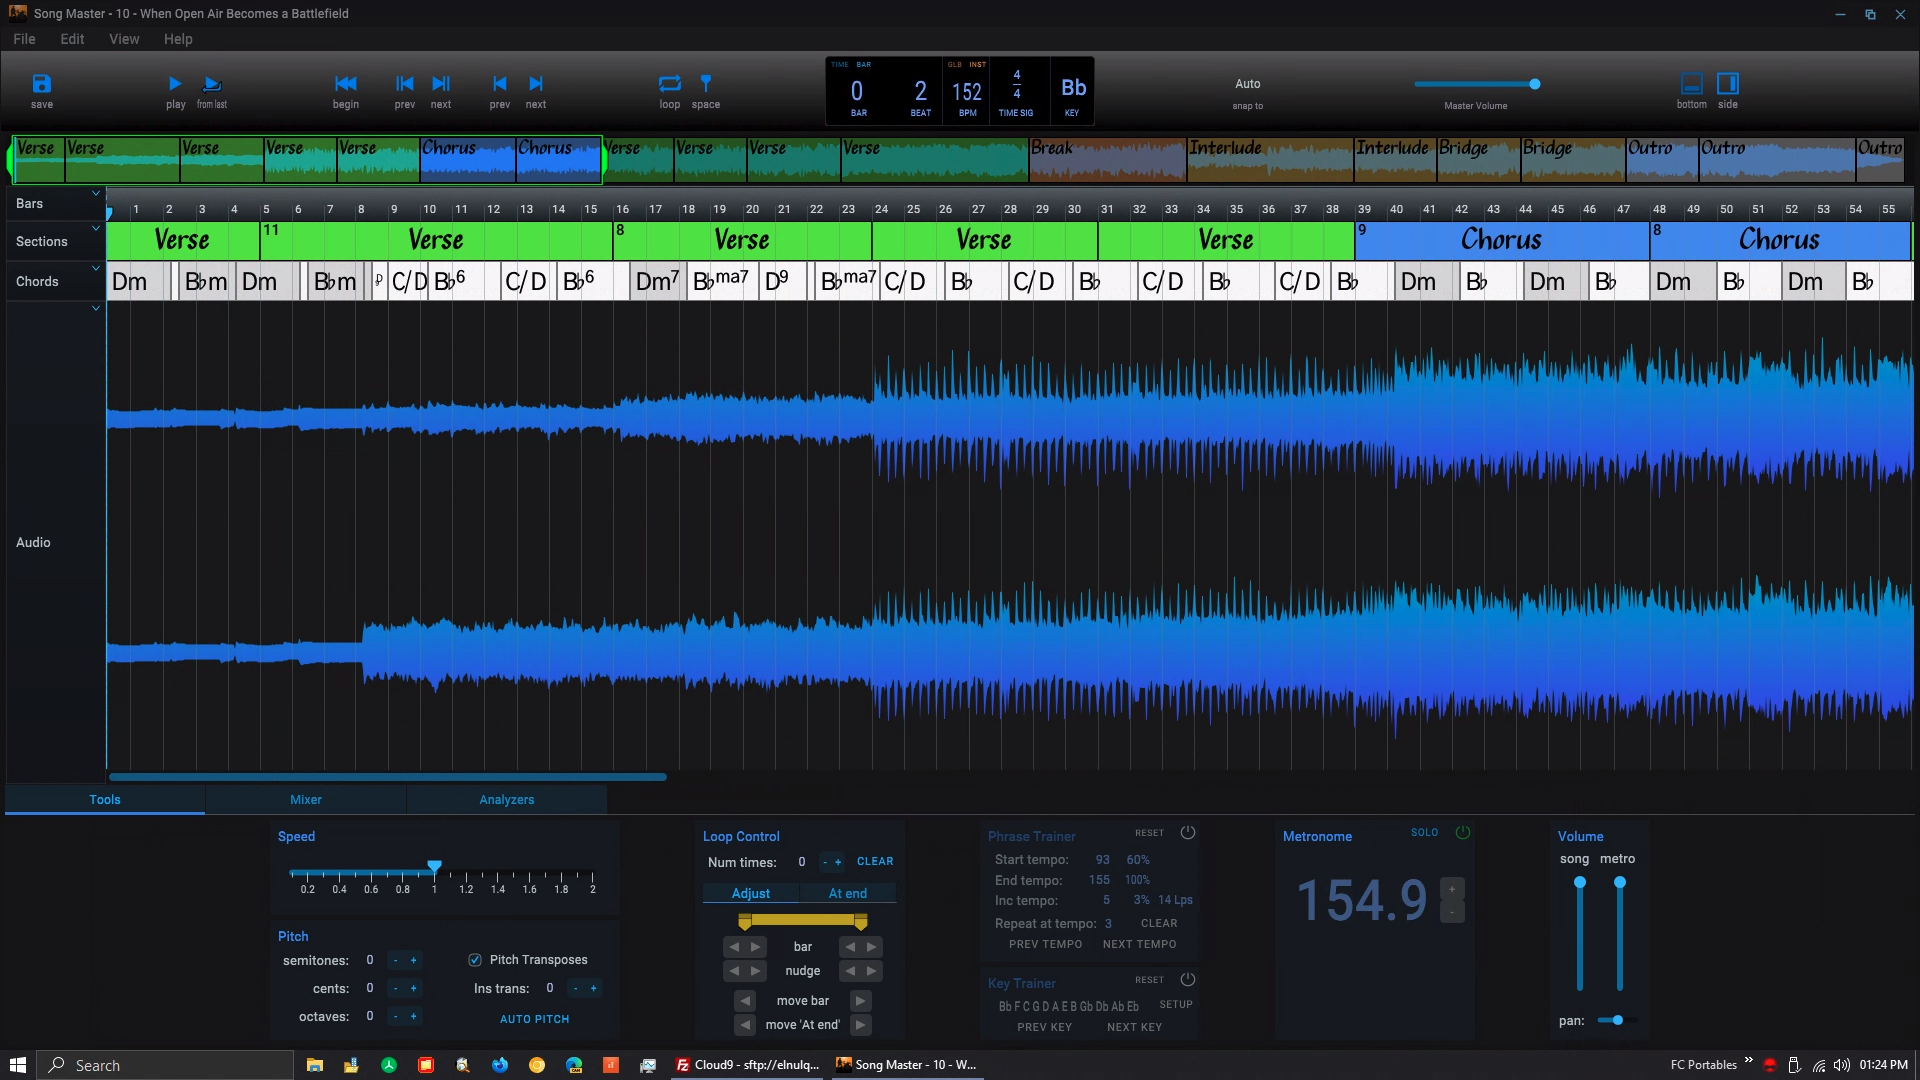 Song Master - 10 - When Open Air Becomes a Battlefield
File Edit View Help
save play from last begin prev next prev next loop space
TIME BAR GLB INST
0 2 152 4/4 Bb
BAR BEAT BPM TIME SIG KEY
Auto
snap to
Master Volume
bottom side
Verse Verse Verse Verse Verse Chorus Chorus Verse Verse Verse Verse Break Interlude Interlude Bridge Bridge Outro Outro Outro
Bars 1 2 3 4 5 6 7 8 9 10 11 12 13 14 15 16 17 18 19 20 21 22 23 24 25 26 27 28 29 30 31 32 33 34 35 36 37 38 39 40 41 42 43 44 45 46 47 48 49 50 51 52 53 54 55
Sections Verse 11 Verse 8 Verse Verse Verse 9 Chorus 8 Chorus
Chords Dm B♭m Dm B♭m D C/D B♭6 C/D B♭6 Dm7 B♭ma7 D9 B♭ma7 C/D B♭ C/D B♭ C/D B♭ C/D B♭ Dm B♭ Dm B♭ Dm B♭ Dm B♭
Audio
Tools Mixer Analyzers
Speed
0.2 0.4 0.6 0.8 1 1.2 1.4 1.6 1.8 2
Pitch
semitones: 0 - +
cents: 0 - +
octaves: 0 - +
Pitch Transposes
Ins trans: 0 - +
AUTO PITCH
Loop Control
Num times: 0 - + CLEAR
Adjust At end
bar
nudge
move bar
move 'At end'
Phrase Trainer RESET
Start tempo: 93 60%
End tempo: 155 100%
Inc tempo: 5 3% 14 Lps
Repeat at tempo: 3 CLEAR
PREV TEMPO NEXT TEMPO
Key Trainer RESET
Bb F C G D A E B Gb Db Ab Eb SETUP
PREV KEY NEXT KEY
Metronome SOLO
154.9 + -
Volume
song metro
pan:
Search
Cloud9 - sftp://elnulq...
Song Master - 10 - W...
FC Portables
01:24 PM